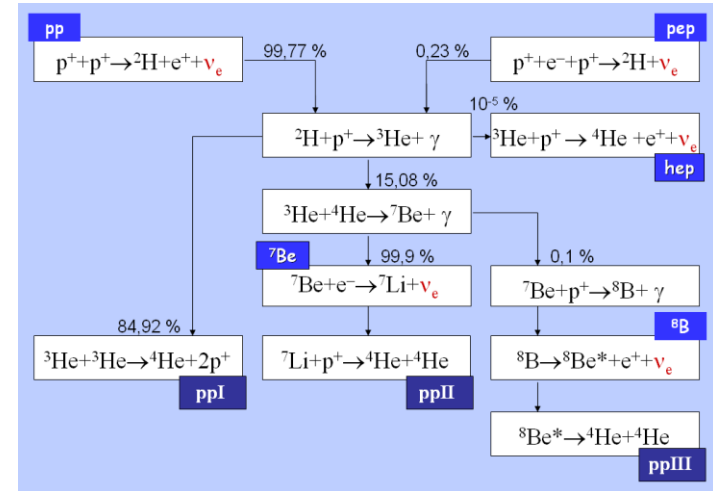 pp
pep
99,77 %
0,23 %
p⁺+p⁺→²H+e⁺+νₑ
p⁺+e⁻+p⁺→²H+νₑ
10⁻⁵ %
²H+p⁺→³He+ γ
³He+p⁺→ ⁴He +e⁺+νₑ
hep
15,08 %
³He+⁴He→⁷Be+ γ
⁷Be
99,9 %
0,1 %
⁷Be+e⁻→⁷Li+νₑ
⁷Be+p⁺→⁸B+ γ
84,92 %
⁸B
³He+³He→⁴He+2p⁺
⁷Li+p⁺→⁴He+⁴He
⁸B→⁸Be*+e⁺+νₑ
ppI
ppII
⁸Be*→⁴He+⁴He
ppIII